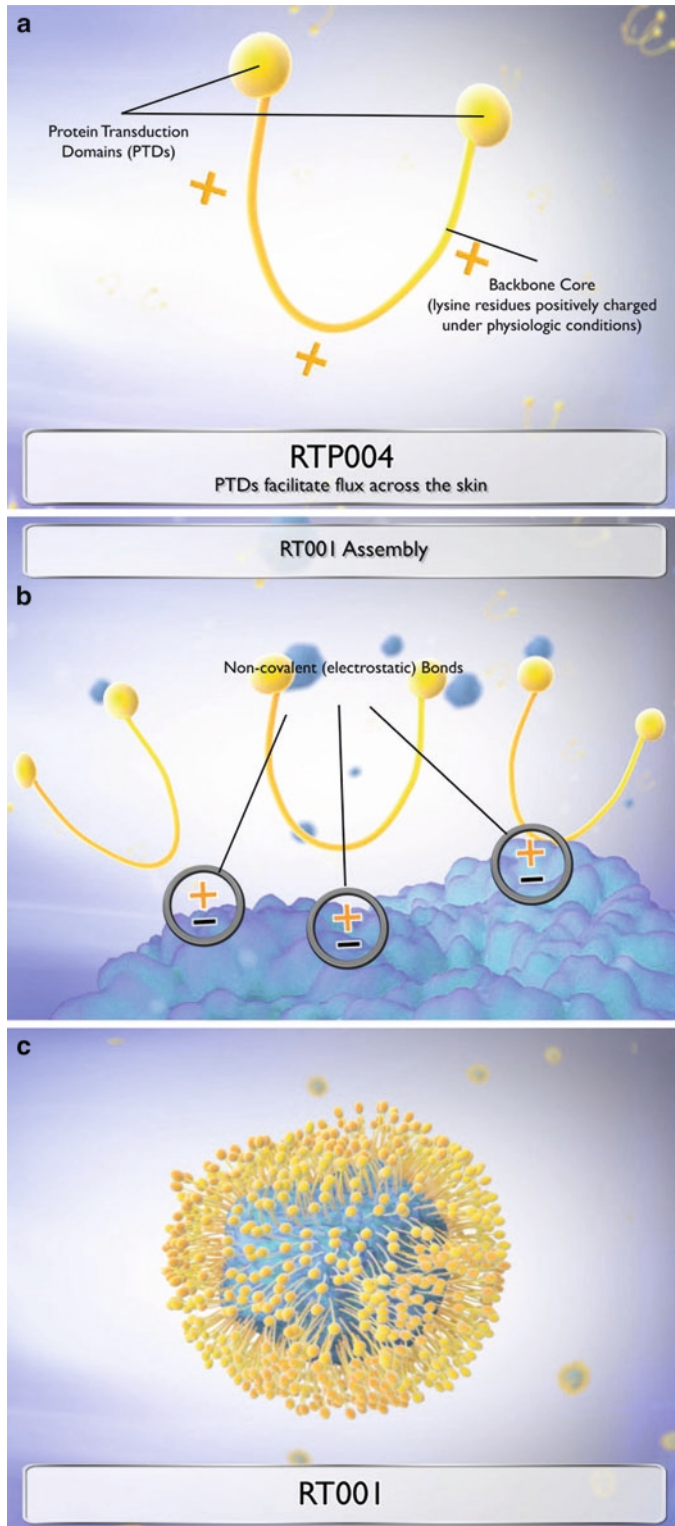 a
Protein Transduction
Domains (PTDs)
Backbone Core
(lysine residues positively charged
under physiologic conditions)
RTP004
PTDs facilitate flux across the skin
RT001 Assembly
b
Non-covalent (electrostatic) Bonds
c
RT001